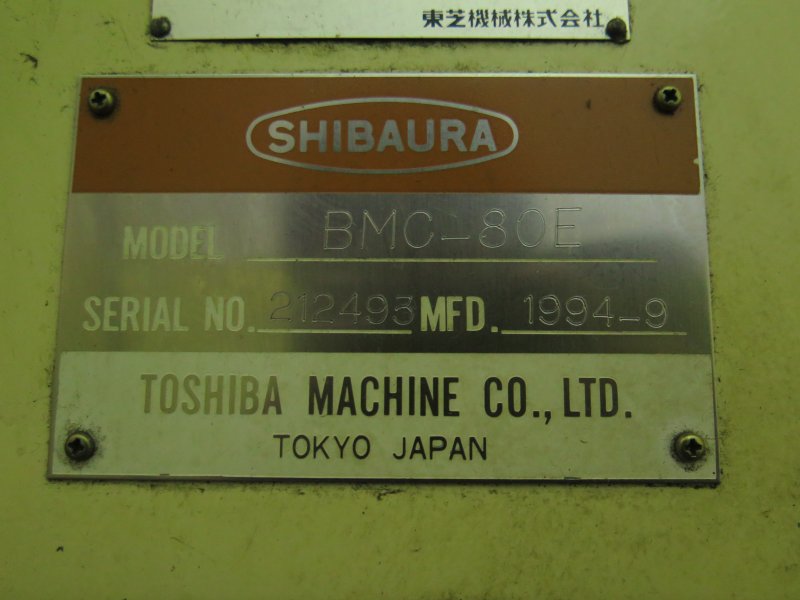 東芝機械株式会社
SHIBAURA
MODEL BMC-80E
SERIAL NO. 212493 MFD. 1994-9
TOSHIBA MACHINE CO., LTD.
TOKYO JAPAN